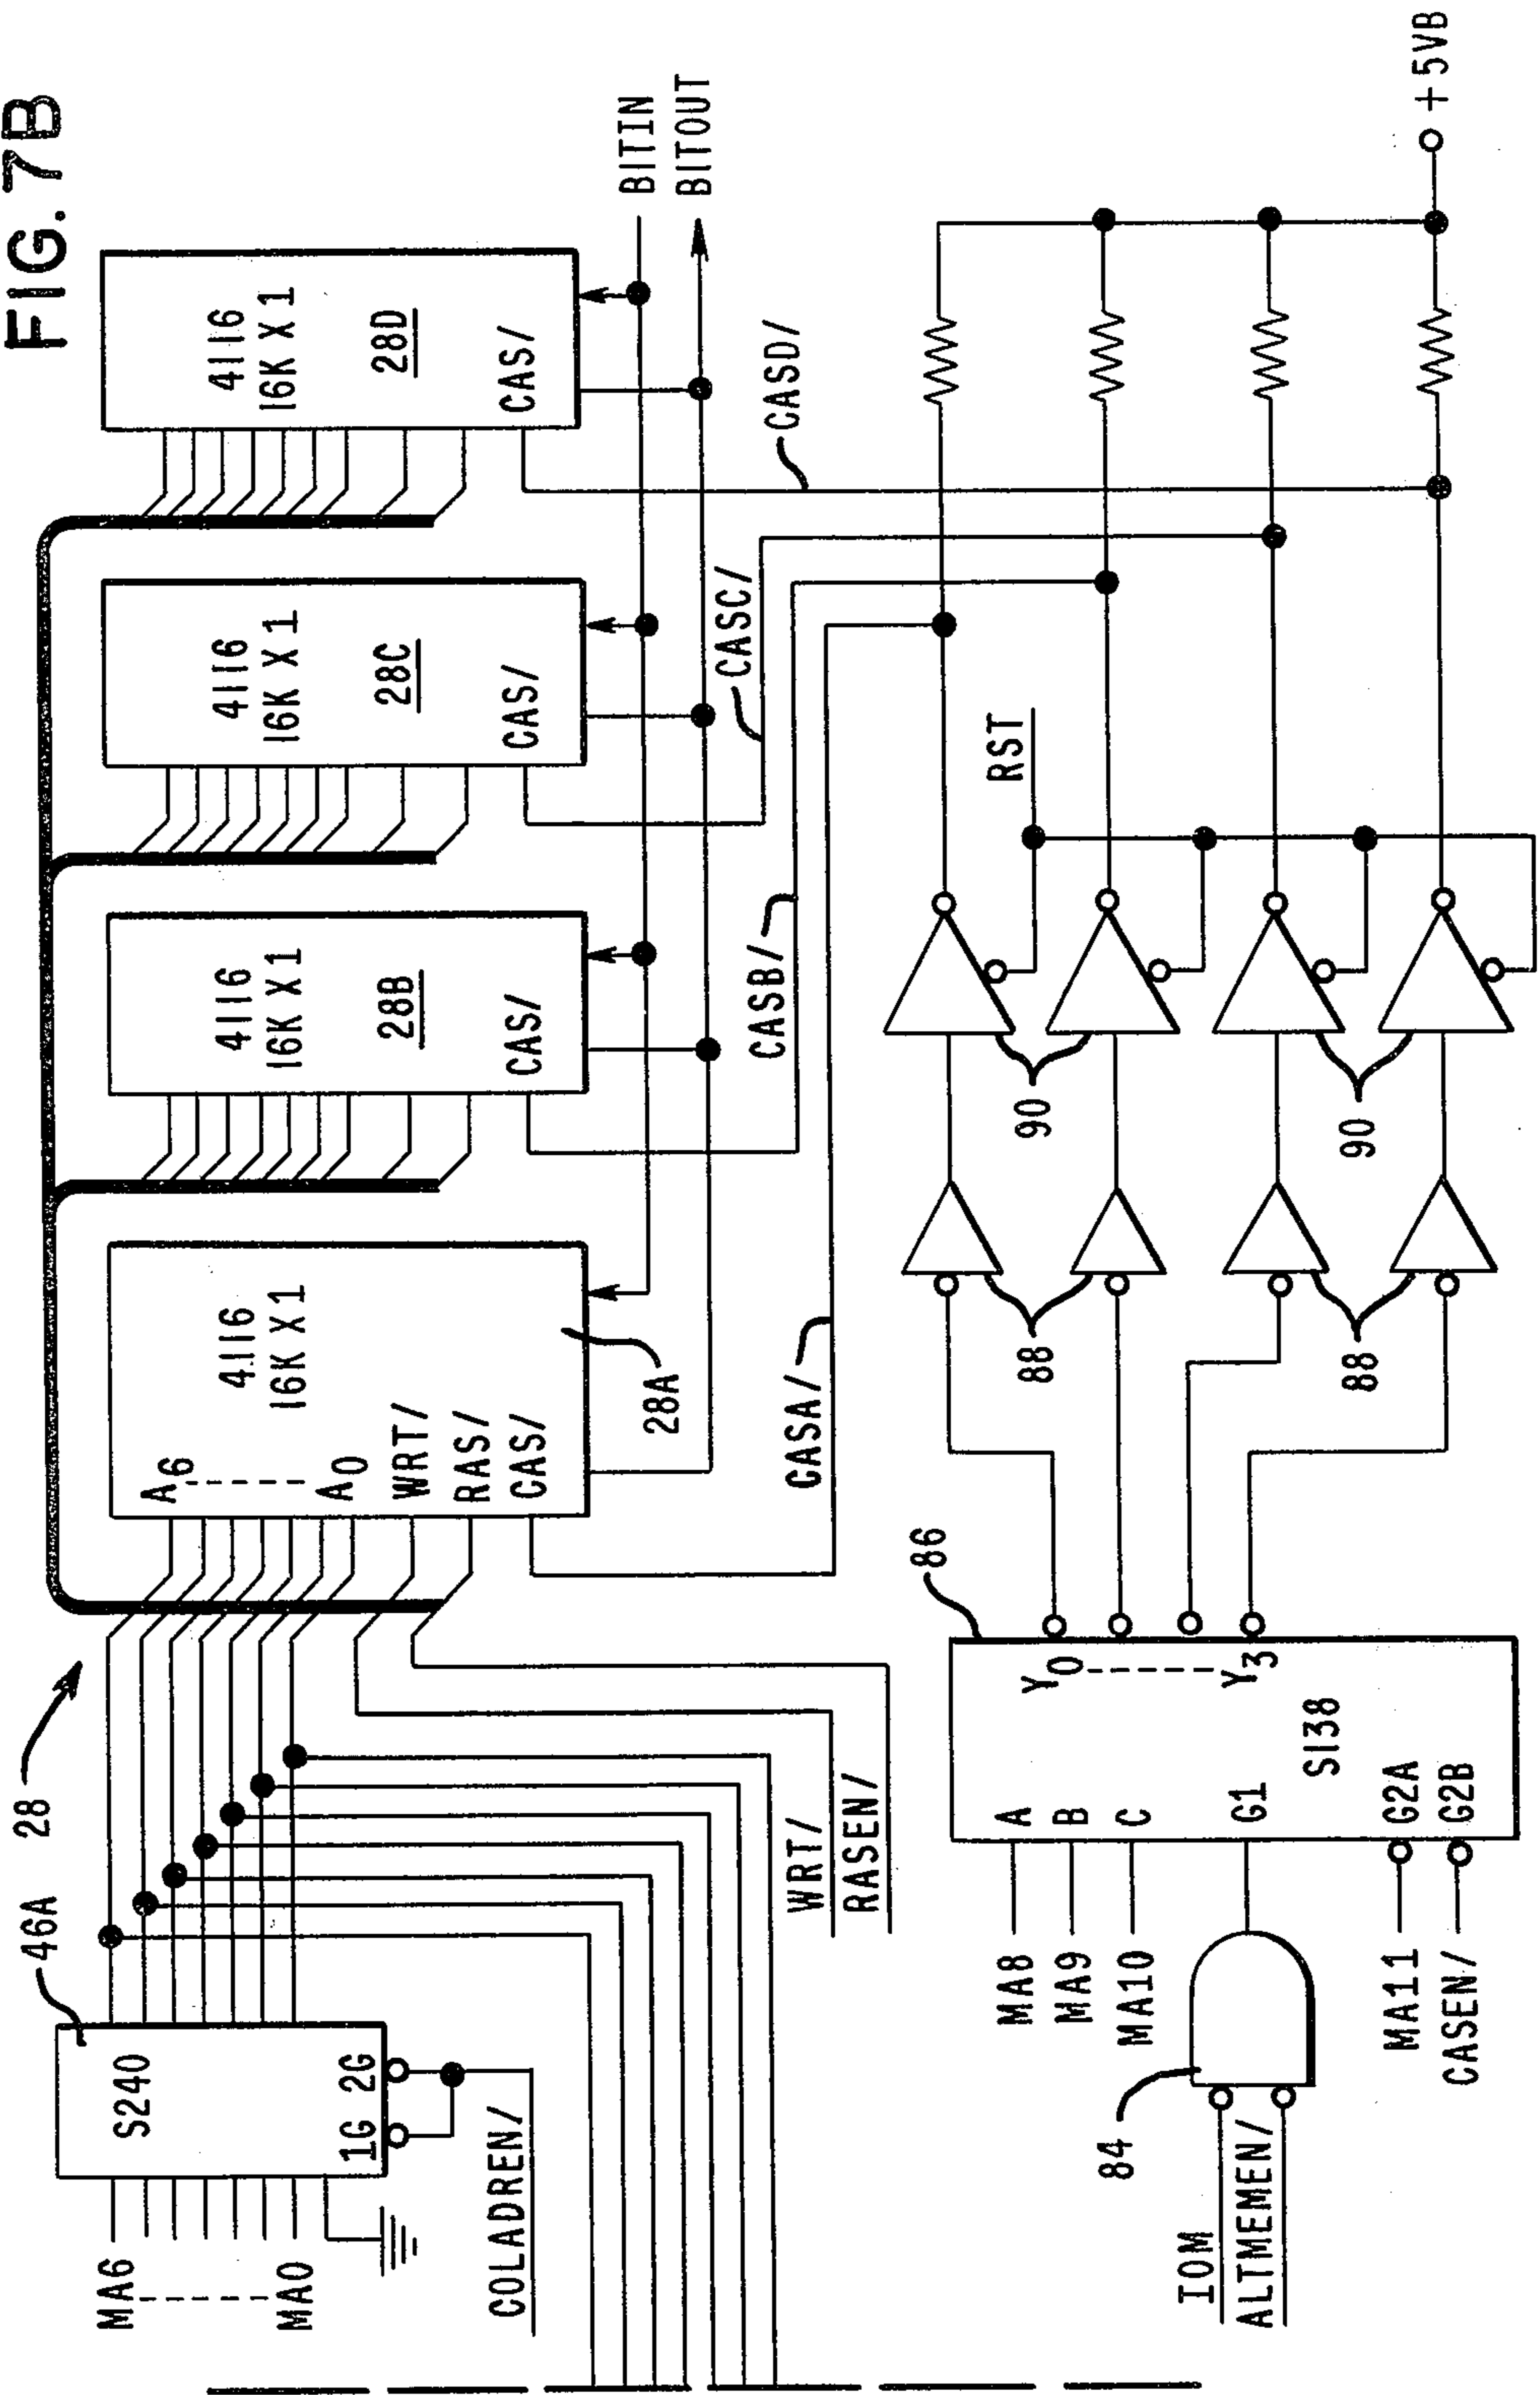 FIG. 7B
28
46A
S240
1G 2G
MA6
MA0
COLADREN/
4116
16K X 1
A6
A0
WRT/
RAS/
CAS/
28A
4116
16K X 1
28B
CAS/
4116
16K X 1
28C
CAS/
4116
16K X 1
28D
CAS/
BITIN
BITOUT
WRT/
RASEN/
CASA/
CASB/
CASC/
CASD/
RST
+5VB
86
Y0
Y3
S138
A
B
C
G1
G2A
G2B
MA8
MA9
MA10
MA11
CASEN/
84
IOM
ALTMEMEN/
88
88
90
90